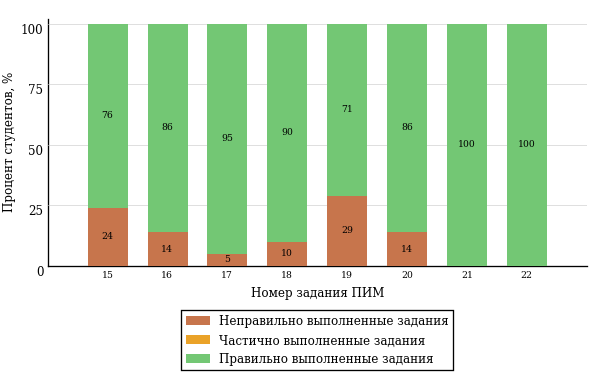 Процент студентов, %
100
75
50
25
0
76 86 95 90 71 86 100 100
24 14 5 10 29 14
15 16 17 18 19 20 21 22
Номер задания ПИМ
Неправильно выполненные задания
Частично выполненные задания
Правильно выполненные задания